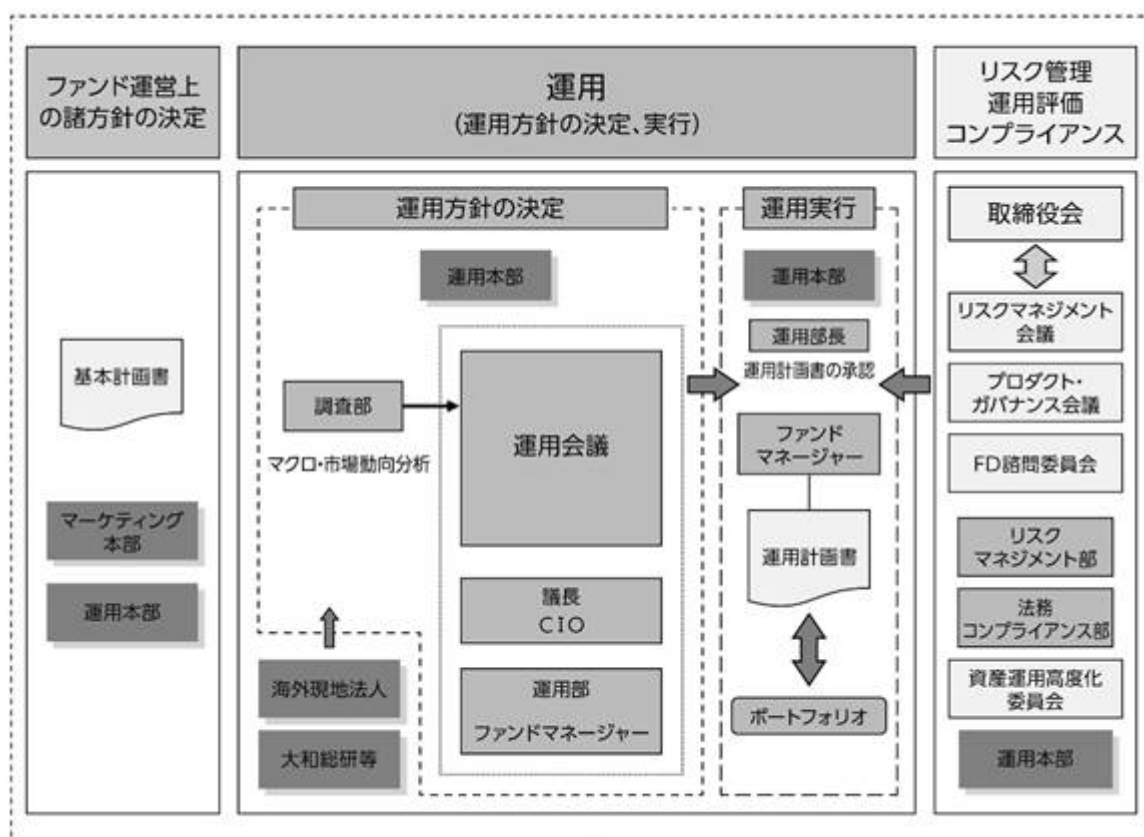 ファンド運営上
の諸方針の決定
運用
(運用方針の決定、実行)
リスク管理
運用評価
コンプライアンス
基本計画書
マーケティング
本部
運用本部
運用方針の決定
運用本部
調査部
マクロ・市場動向分析
運用会議
議長
CIO
運用部
ファンドマネージャー
海外現地法人
大和総研等
運用実行
運用本部
運用部長
運用計画書の承認
ファンド
マネージャー
運用計画書
ポートフォリオ
取締役会
リスクマネジメント
会議
プロダクト・
ガバナンス会議
FD諮問委員会
リスク
マネジメント部
法務
コンプライアンス部
資産運用高度化
委員会
運用本部